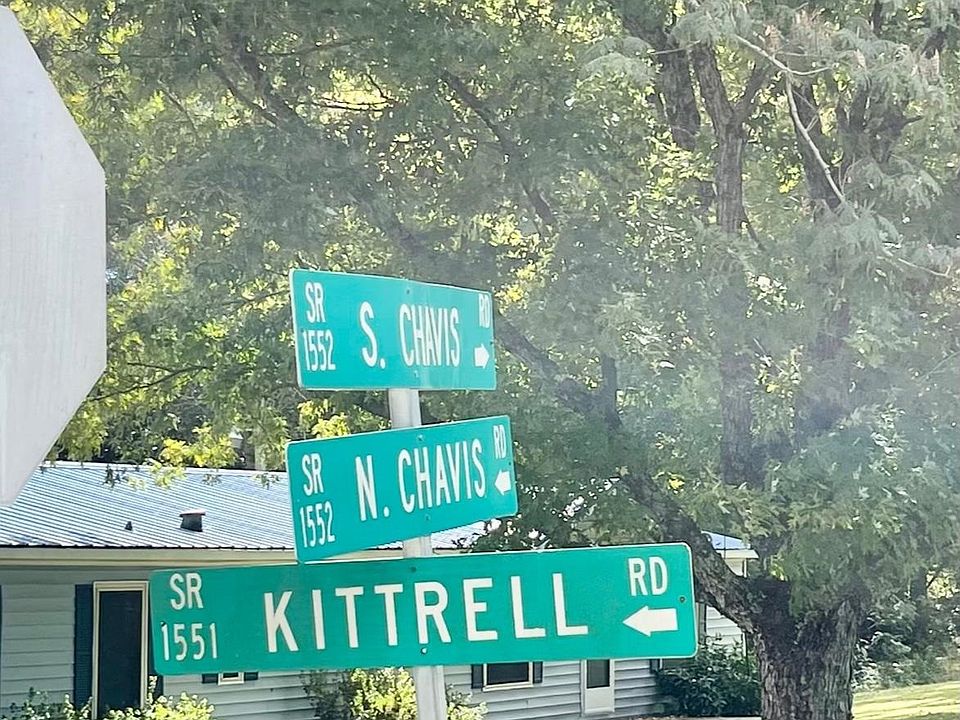 SR 1552 S. CHAVIS RD
SR 1552 N. CHAVIS RD
SR 1551 KITTRELL RD